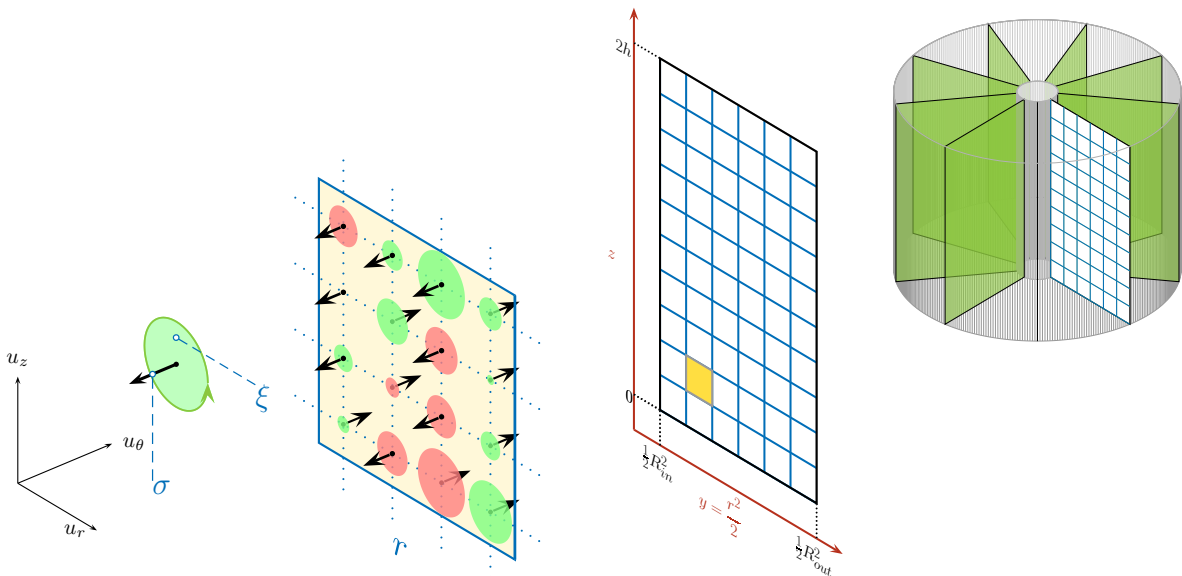 u_z
u_θ
u_r
σ
ξ
r
2h
z
0
½R²_in
y = r²/2
½R²_out